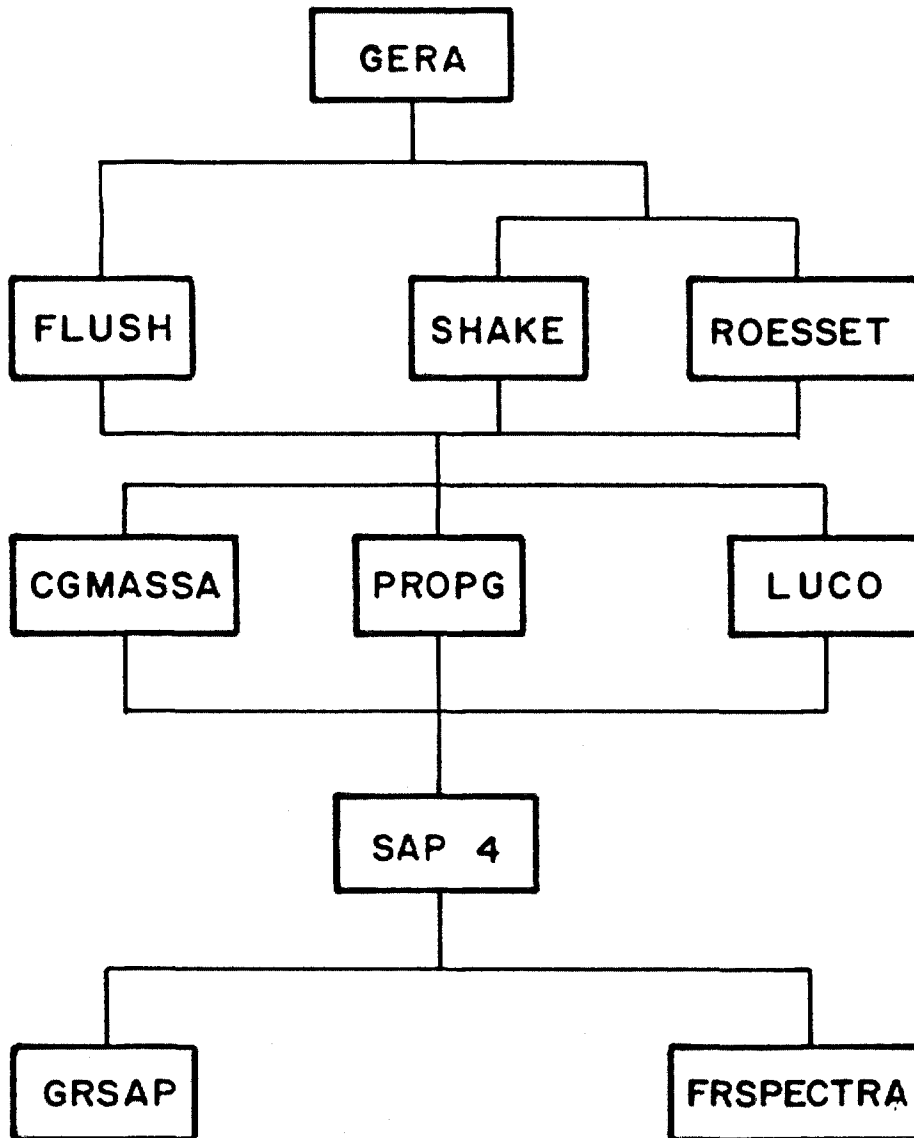 GERA
FLUSH
SHAKE
ROESSET
CGMASSA
PROPG
LUCO
SAP 4
GRSAP
FRSPECTRA